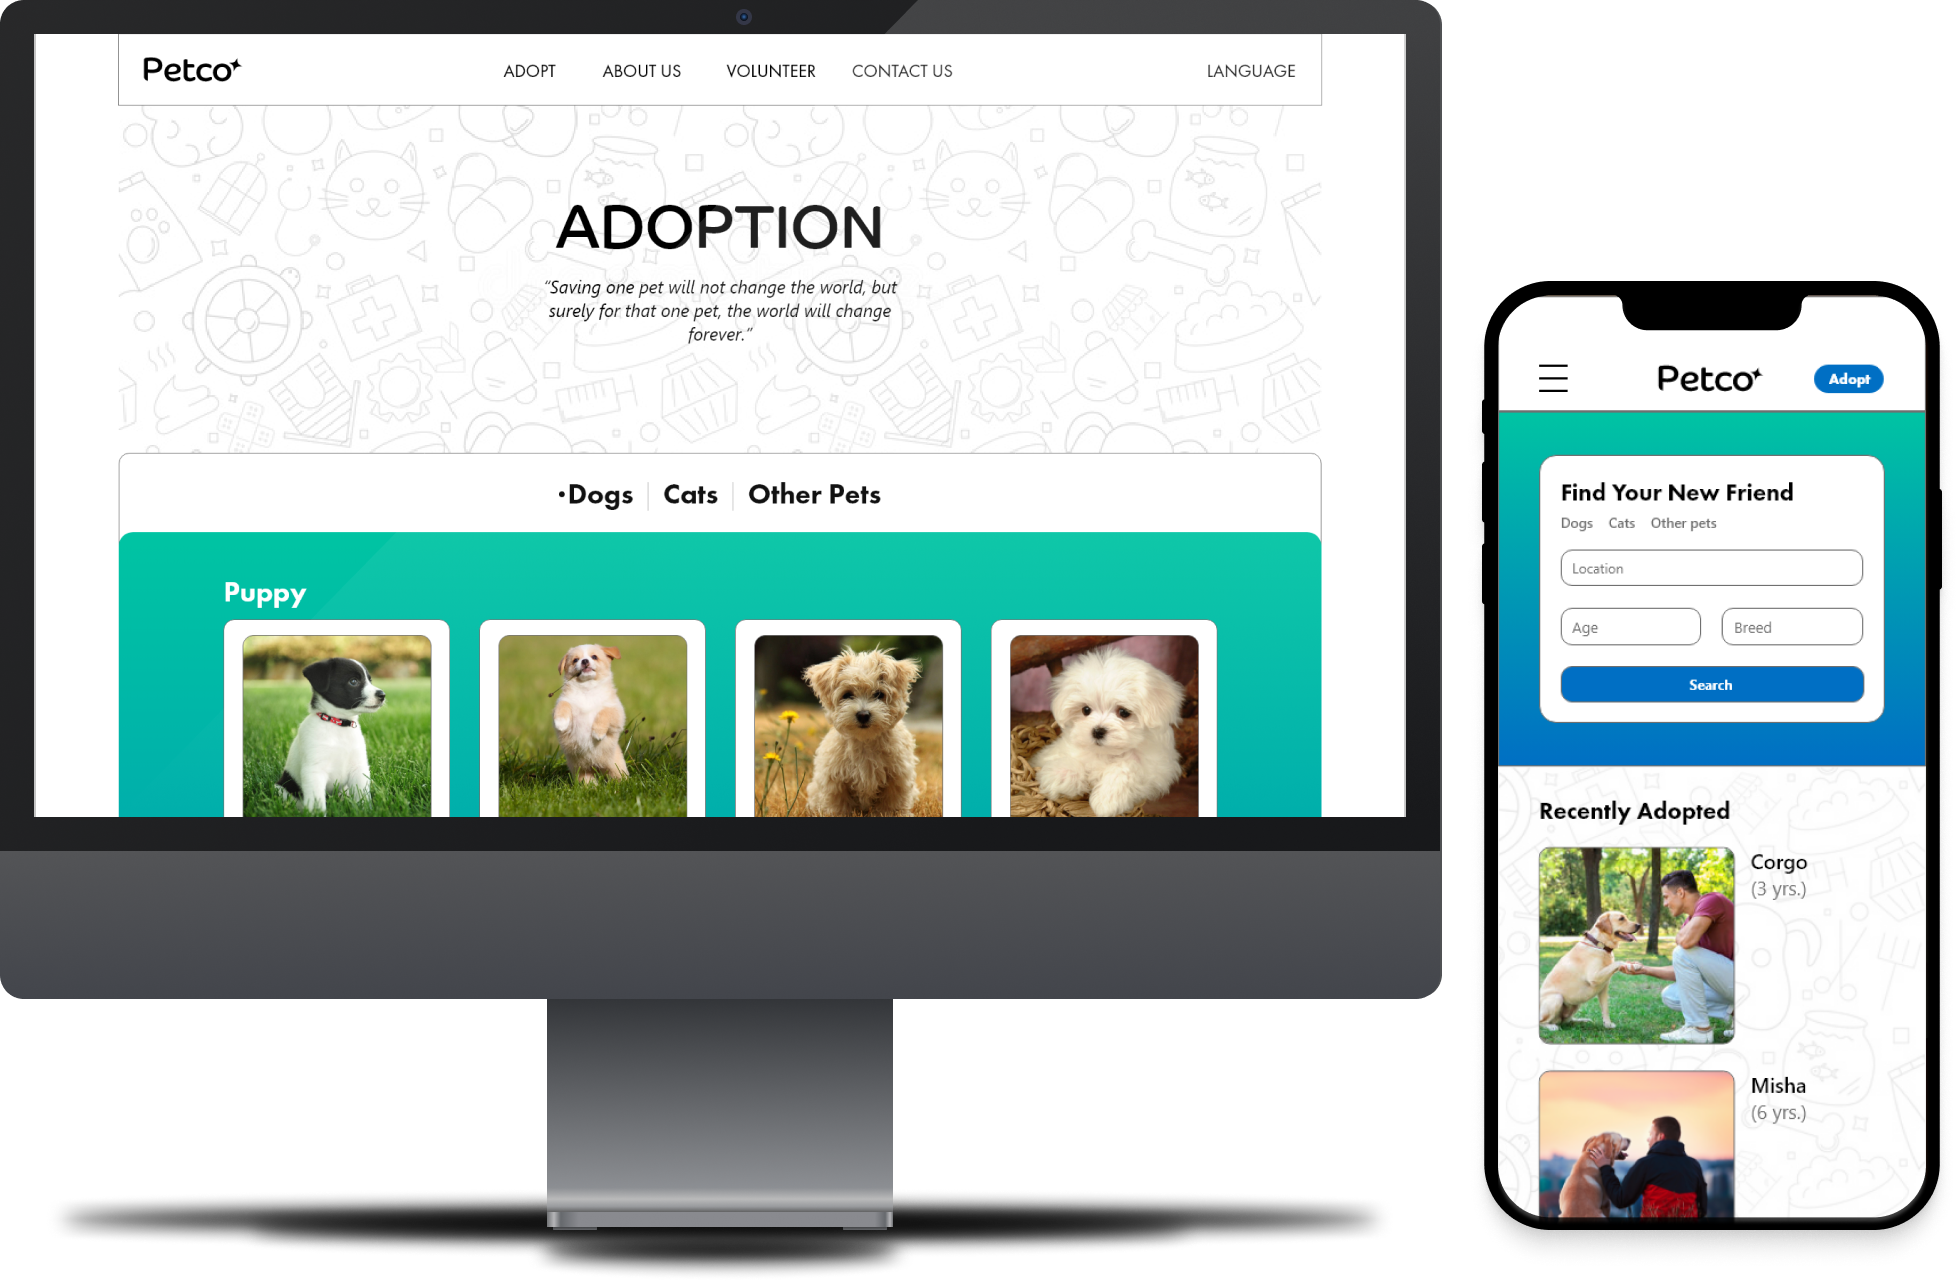 Petco
ADOPT ABOUT US VOLUNTEER CONTACT US LANGUAGE
ADOPTION
“Saving one pet will not change the world, but
surely for that one pet, the world will change
forever.”
•Dogs Cats Other Pets
Puppy
Petco
Adopt
Find Your New Friend
Dogs Cats Other pets
Location
Age Breed
Search
Recently Adopted
Corgo
(3 yrs.)
Misha
(6 yrs.)